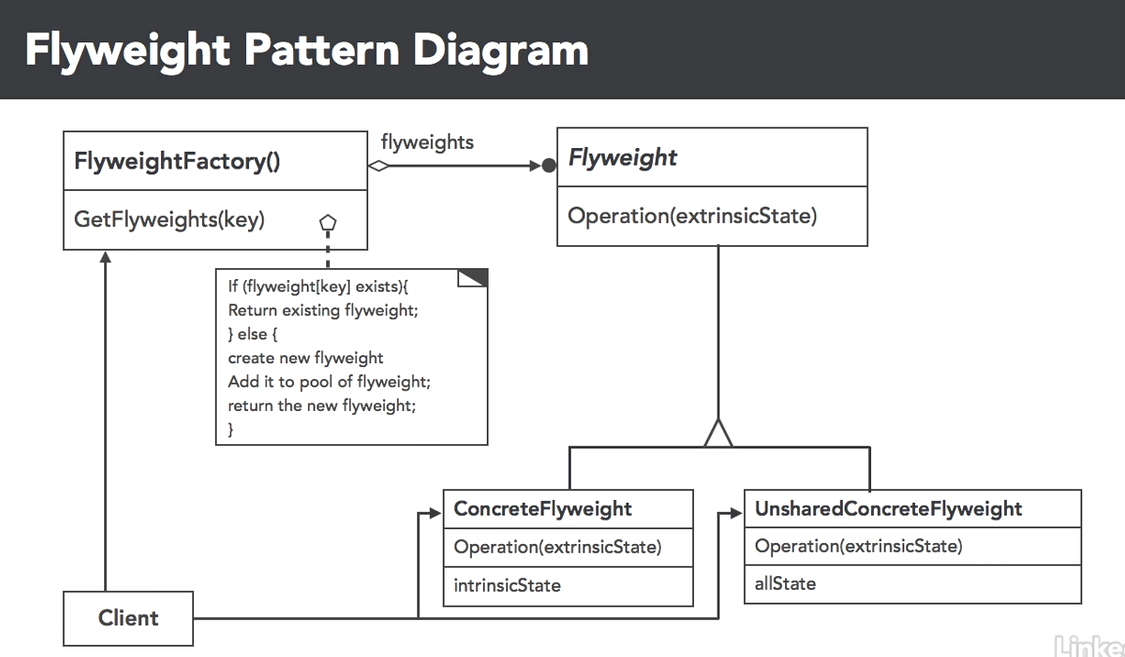 Flyweight Pattern Diagram
FlyweightFactory()
GetFlyweights(key)
flyweights
Flyweight
Operation(extrinsicState)
If (flyweight[key] exists){
Return existing flyweight;
} else {
create new flyweight
Add it to pool of flyweight;
return the new flyweight;
}
ConcreteFlyweight
Operation(extrinsicState)
intrinsicState
UnsharedConcreteFlyweight
Operation(extrinsicState)
allState
Client